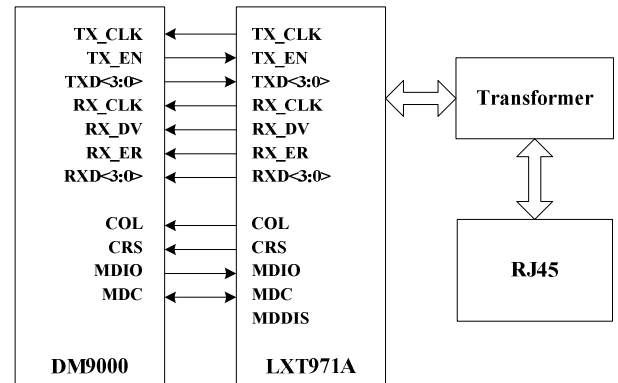 TX_CLK TX_CLK
TX_EN TX_EN
TXD<3:0> TXD<3:0>
RX_CLK RX_CLK
RX_DV RX_DV
RX_ER RX_ER
RXD<3:0> RXD<3:0>
COL COL
CRS CRS
MDIO MDIO
MDC MDC
MDDIS
DM9000 LXT971A
Transformer
RJ45